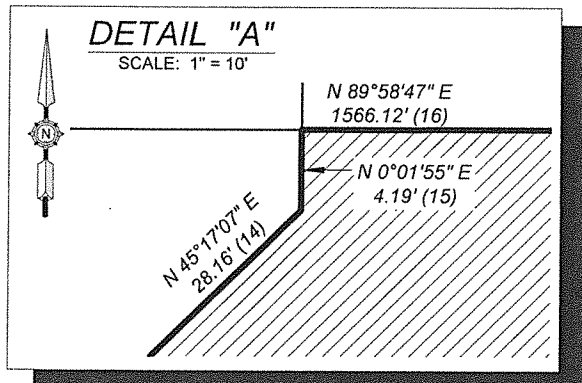 DETAIL "A"
SCALE: 1" = 10'
N 89°58'47" E
1566.12' (16)
N
N 0°01'55" E
4.19' (15)
N 45°17'07" E
28.16' (14)